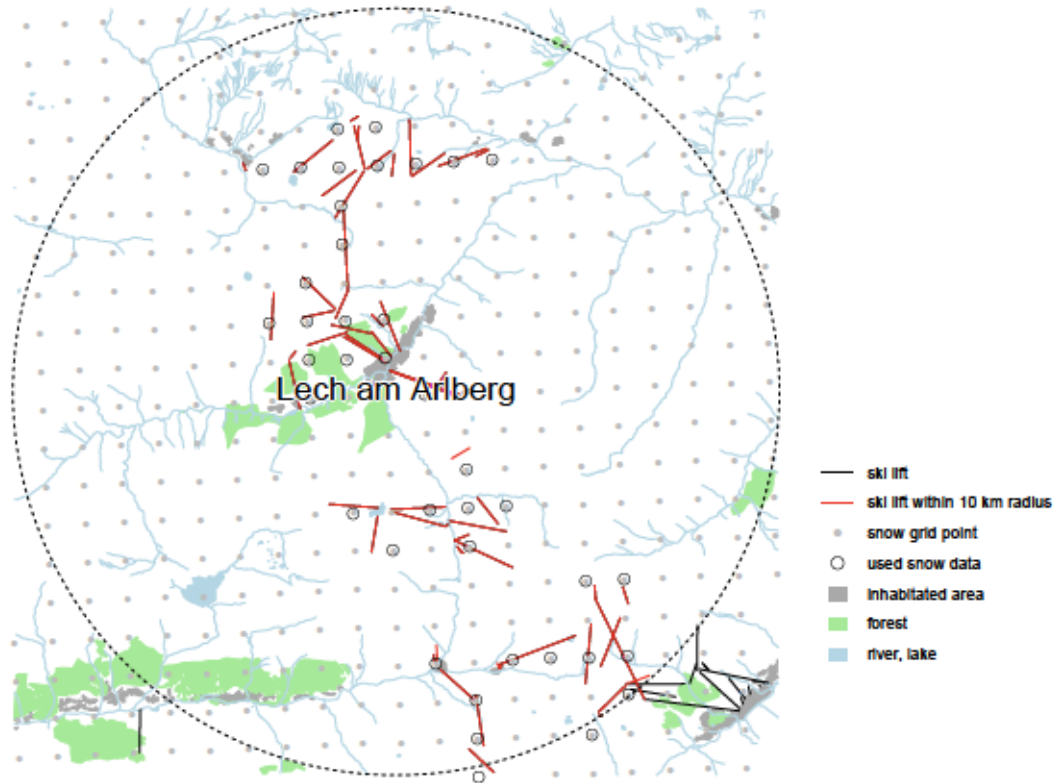 Lech am Arlberg
ski lift
ski lift within 10 km radius
snow grid point
used snow data
inhabitated area
forest
river, lake